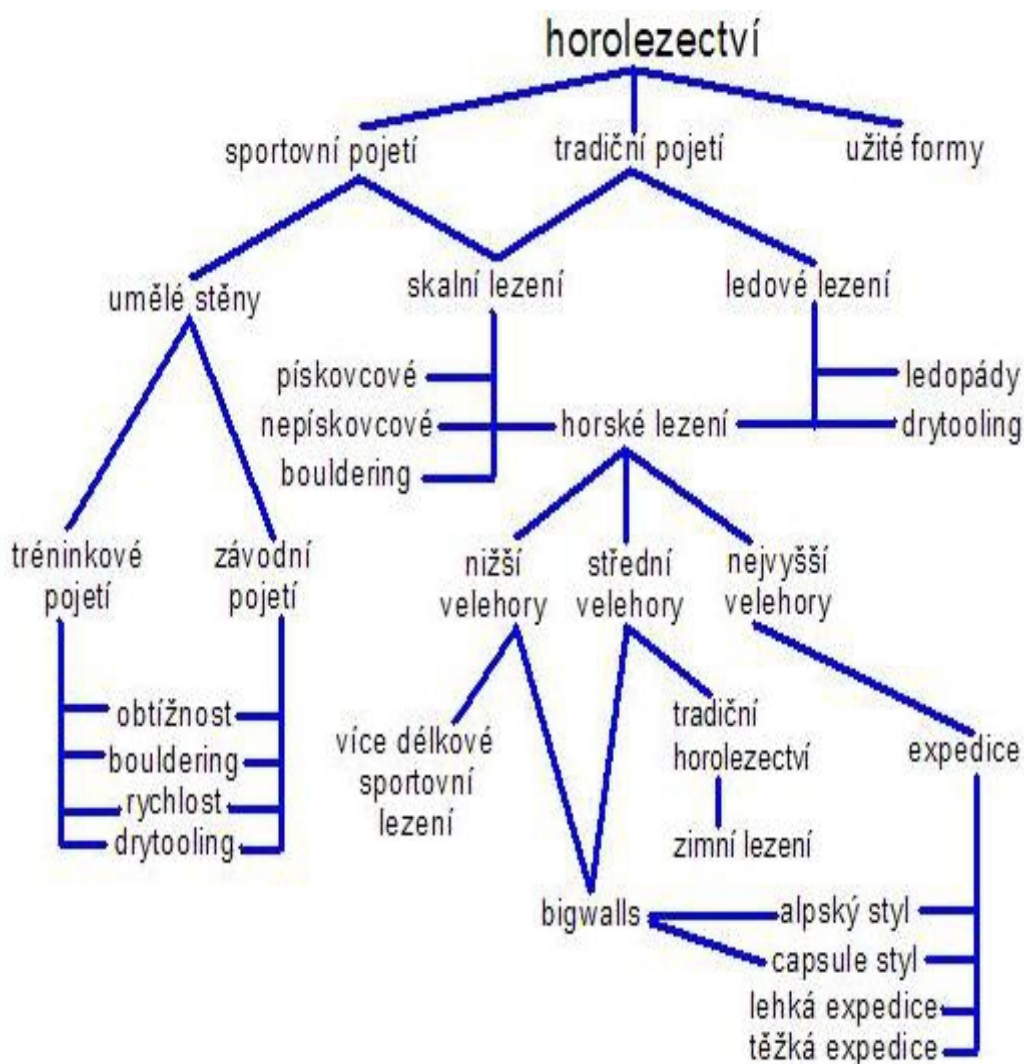 horolezectví
sportovní pojetí
tradiční pojetí
užité formy
umělé stěny
skalní lezení
ledové lezení
pískovcové
nepískovcové
bouldering
horské lezení
ledopády
drytooling
tréninkové
pojetí
závodní
pojetí
nižší
velehory
střední
velehory
nejvyšší
velehory
obtížnost
bouldering
rychlost
drytooling
více délkové
sportovní
lezení
tradiční
horolezectví
zimní lezení
expedice
bigwalls
alpský styl
capsule styl
lehká expedice
těžká expedice